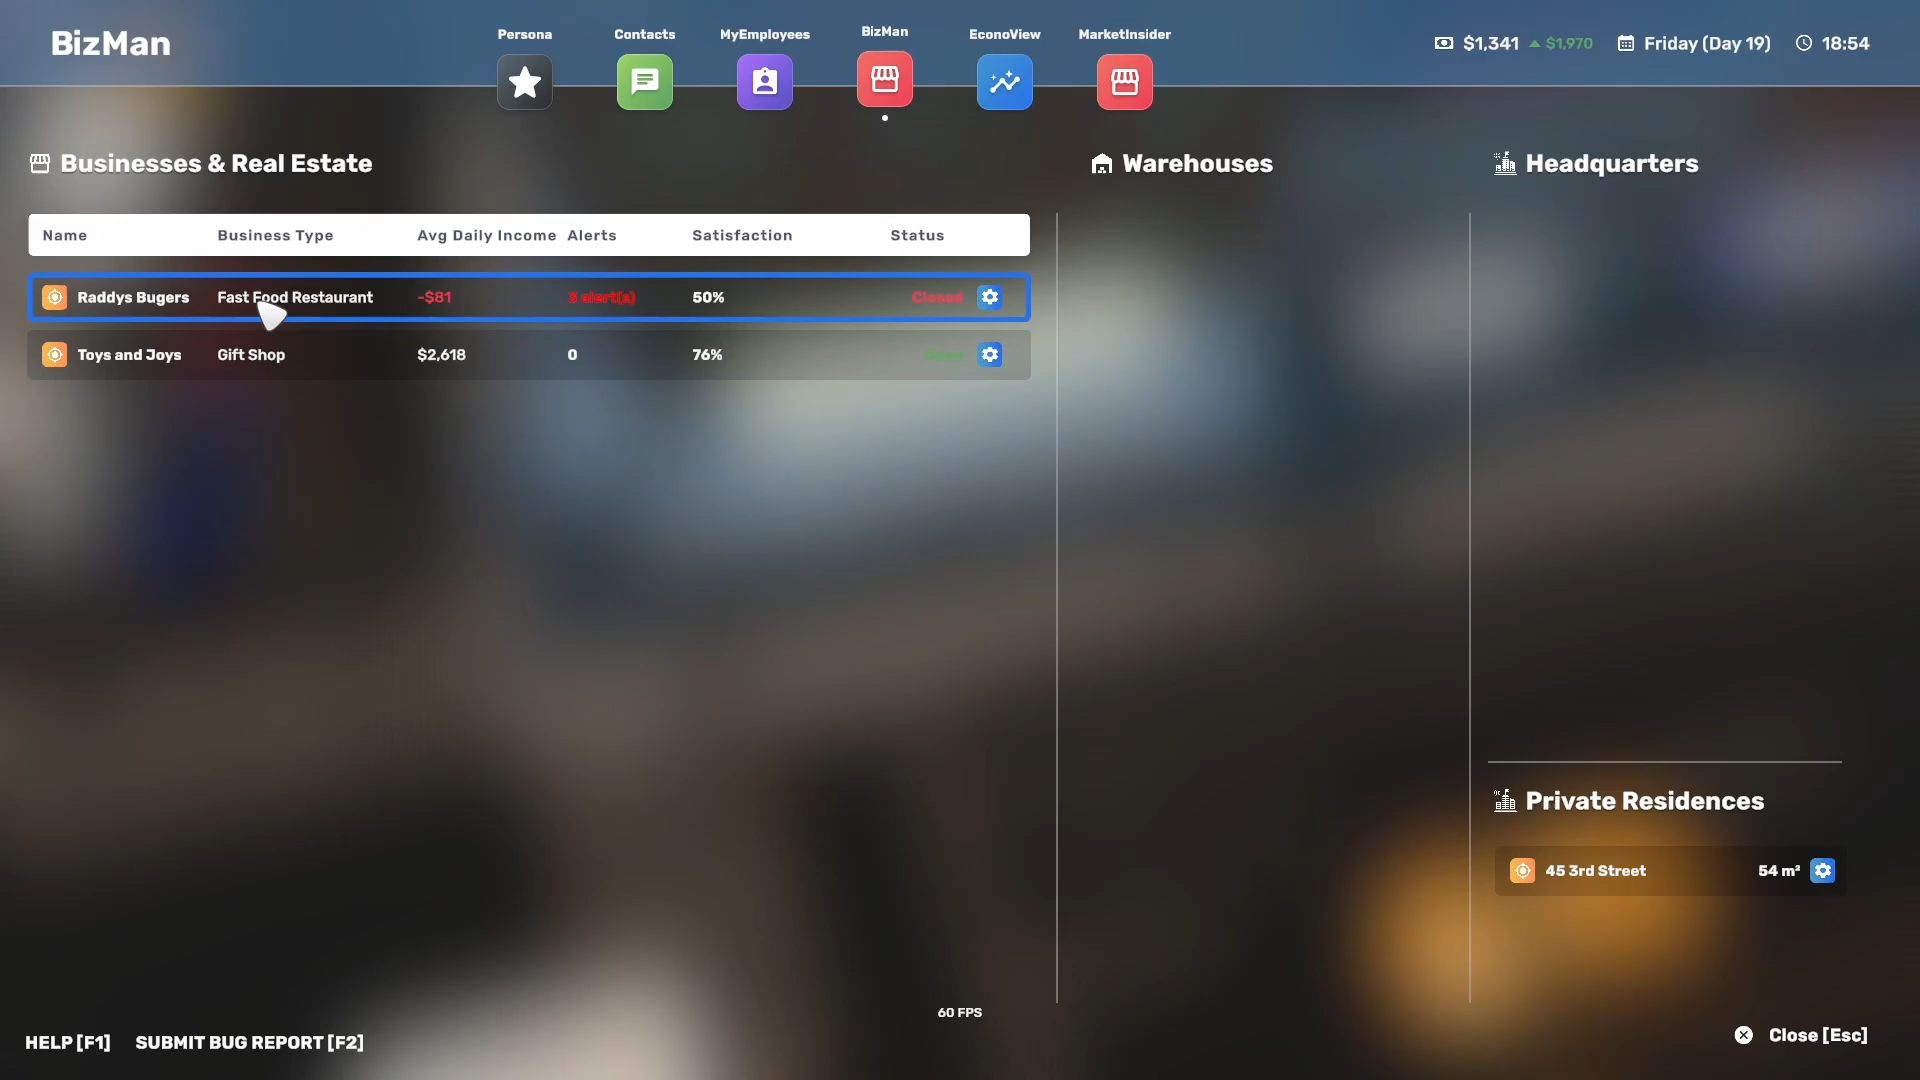 BizMan
Persona
Contacts
MyEmployees
BizMan
EconoView
MarketInsider
$1,341 $1,970 Friday (Day 19) 18:54
Businesses & Real Estate
Warehouses
Headquarters
Name Business Type Avg Daily Income Alerts Satisfaction Status
Raddys Bugers Fast Food Restaurant -$81 3 alert(s) 50% Closed
Toys and Joys Gift Shop $2,618 0 76% Open
Private Residences
45 3rd Street 54 m²
60 FPS
HELP [F1] SUBMIT BUG REPORT [F2]
Close [Esc]